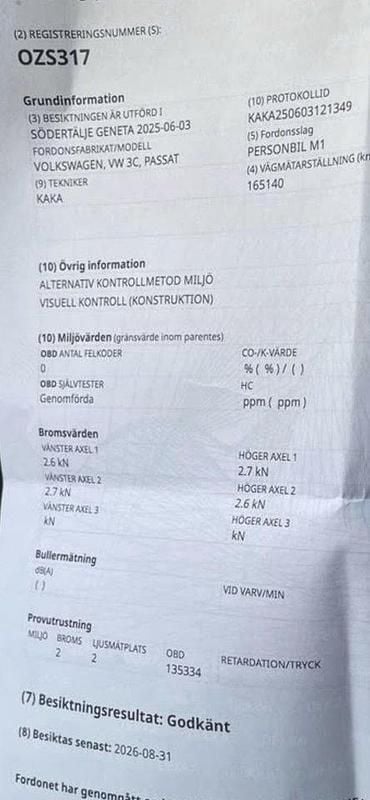 (2) REGISTRERINGSNUMMER (S):
OZS317
Grundinformation
(3) BESIKTNINGEN ÄR UTFÖRD I
SÖDERTÄLJE GENETA 2025-06-03
FORDONSFABRIKAT/MODELL
VOLKSWAGEN, VW 3C, PASSAT
(9) TEKNIKER
KAKA
(10) PROTOKOLLID
KAKA250603121349
(5) Fordonsslag
PERSONBIL M1
(4) VÄGMÄTARSTÄLLNING (km
165140
(10) Övrig information
ALTERNATIV KONTROLLMETOD MILJÖ
VISUELL KONTROLL (KONSTRUKTION)
(10) Miljövärden (gränsvärde inom parentes)
OBD ANTAL FELKODER
0
OBD SJÄLVTESTER
Genomförda
CO-/K-VÄRDE
% ( %) / ( )
HC
ppm ( ppm )
Bromsvärden
VÄNSTER AXEL 1
2.6 kN
VÄNSTER AXEL 2
2.7 kN
VÄNSTER AXEL 3
kN
HÖGER AXEL 1
2.7 kN
HÖGER AXEL 2
2.6 kN
HÖGER AXEL 3
kN
Bullermätning
dB(A)
( )
VID VARV/MIN
Provutrustning
MILJÖ BROMS LJUSMÄTPLATS OBD RETARDATION/TRYCK
2 2 135334
(7) Besiktningsresultat: Godkänt
(8) Besiktas senast: 2026-08-31
Fordonet har genomgått